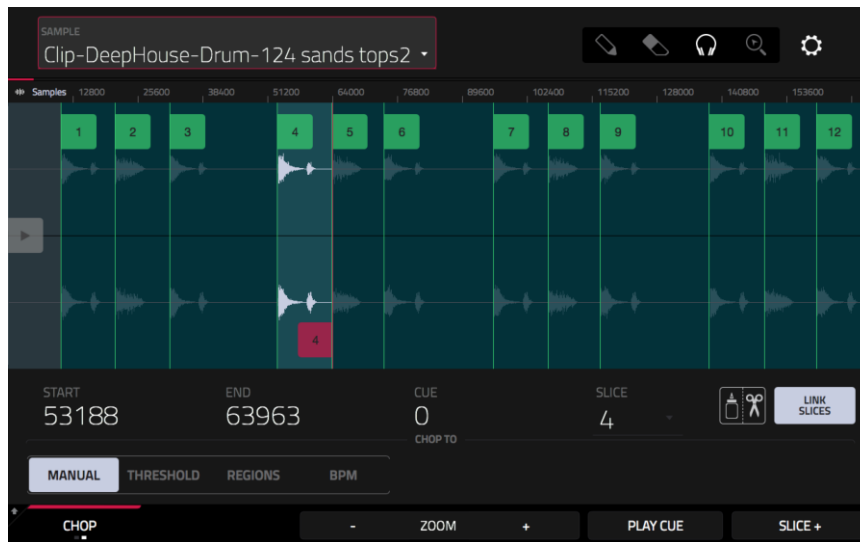 SAMPLE
Clip-DeepHouse-Drum-124 sands tops2
Samples 12800 25600 38400 51200 64000 76800 89600 102400 115200 128000 140800 153600
1 2 3 4 5 6 7 8 9 10 11 12
4
START END CUE SLICE
53188 63963 0 4
LINK SLICES
CHOP TO
MANUAL THRESHOLD REGIONS BPM
CHOP - ZOOM + PLAY CUE SLICE +